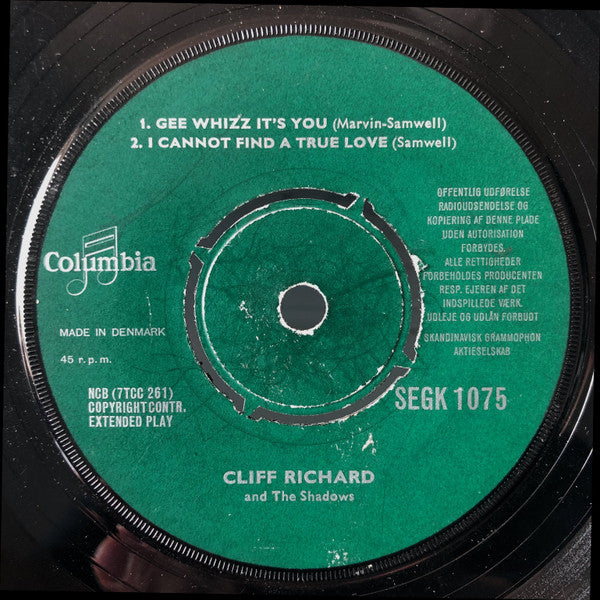 1. GEE WHIZZ IT'S YOU (Marvin-Samwell)
2. I CANNOT FIND A TRUE LOVE (Samwell)
Columbia
MADE IN DENMARK
45 r.p.m.
NCB (7TCC 261)
COPYRIGHT CONTR.
EXTENDED PLAY
OFFENTLIG UDFØRELSE
RADIOUDSENDELSE OG
KOPIERING AF DENNE PLADE
UDEN AUTORISATION
FORBYDES.
ALLE RETTIGHEDER
FORBEHOLDES PRODUCENTEN
RESP. EJEREN AF DET
INDSPILLEDE VÆRK.
UDLEJE OG UDLÅN FORBUDT
SKANDINAVISK GRAMMOPHON
AKTIESELSKAB
SEGK 1075
CLIFF RICHARD
and The Shadows